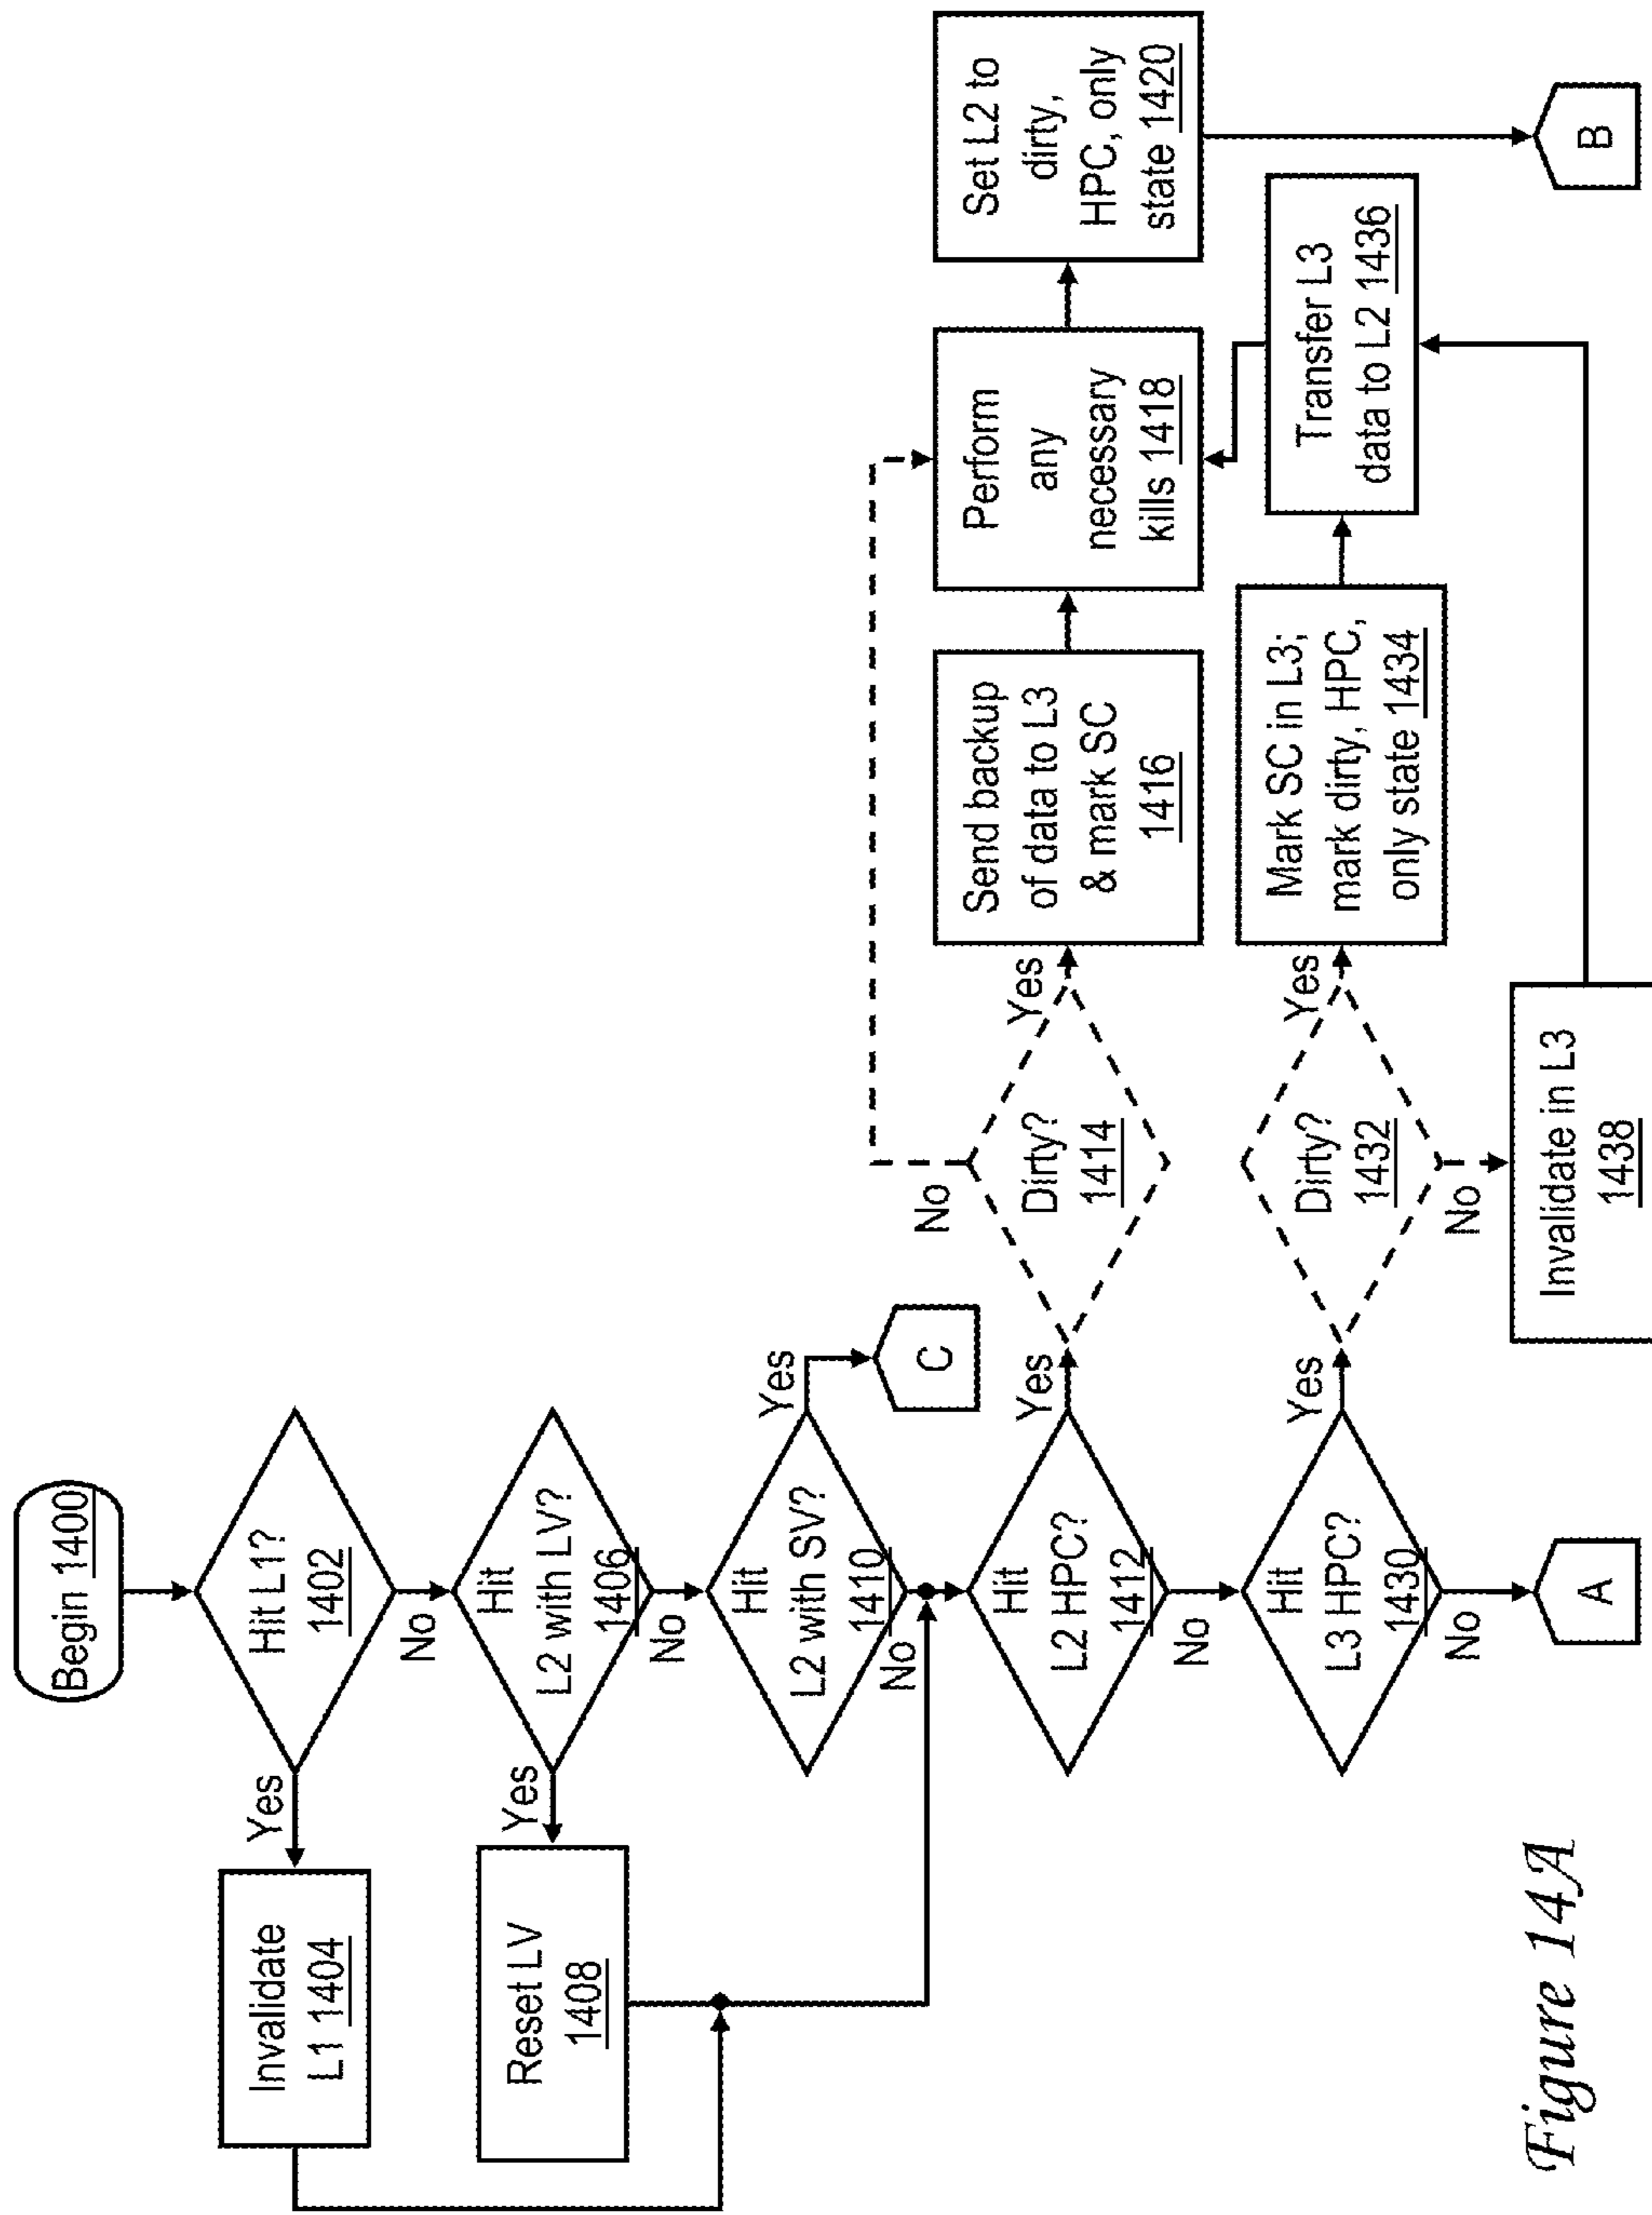 Begin 1400
Hit L1?
1402
Yes
No
Invalidate
L1 1404
Hit
L2 with LV?
1406
Yes
No
Reset LV
1408
Hit
L2 with SV?
1410
Yes
No
C
Hit
L2 HPC?
1412
Yes
No
Dirty?
1414
No
Yes
Send backup
of data to L3
& mark SC
1416
Perform
any
necessary
kills 1418
Set L2 to
dirty,
HPC, only
state 1420
Hit
L3 HPC?
1430
Yes
No
Dirty?
1432
Yes
No
Mark SC in L3;
mark dirty, HPC,
only state 1434
Transfer L3
data to L2 1436
Invalidate in L3
1438
A
B
Figure 14A